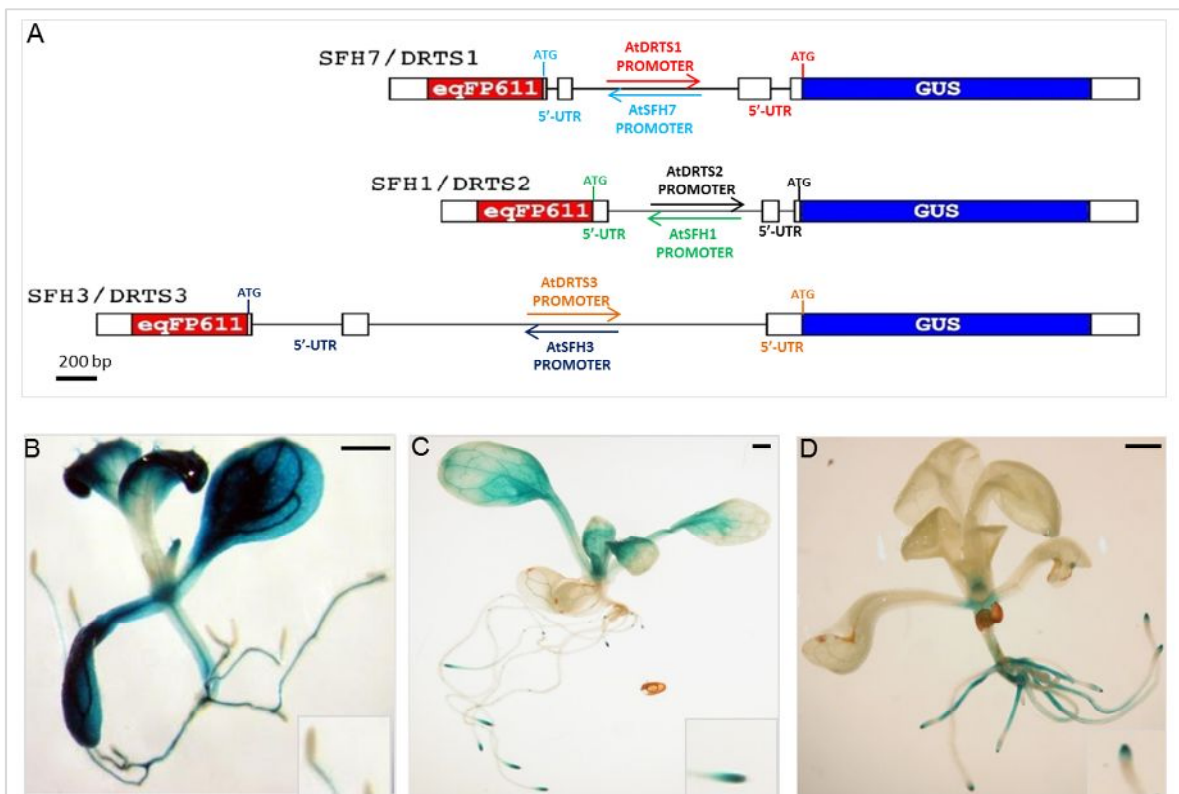 A
SFH7/DRTS1
ATG
AtDRTS1
PROMOTER
ATG
eqFP611
GUS
5'-UTR
AtSFH7
PROMOTER
5'-UTR
SFH1/DRTS2
ATG
AtDRTS2
PROMOTER
ATG
eqFP611
GUS
5'-UTR
AtSFH1
PROMOTER
5'-UTR
SFH3/DRTS3
ATG
AtDRTS3
PROMOTER
ATG
eqFP611
GUS
5'-UTR
AtSFH3
PROMOTER
5'-UTR
200 bp
B
C
D